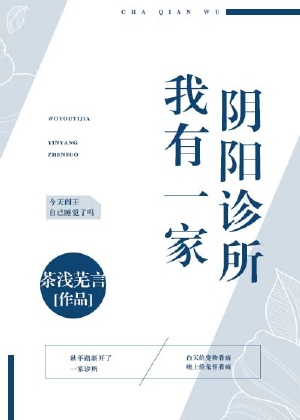 CHA QIAN WU
我有一家
阴阳诊所
WOYOUYIJIA
YINYANG
ZHENSUO
今天阎王
自己睡觉了吗
茶浅芜言
[作品]
秋平路新开了
一家诊所
白天给宠物看病
晚上给鬼怪看病